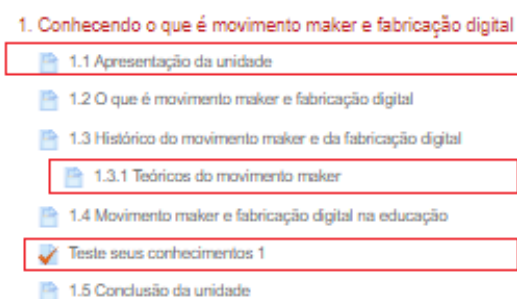 1. Conhecendo o que é movimento maker e fabricação digital
1.1 Apresentação da unidade
1.2 O que é movimento maker e fabricação digital
1.3 Histórico do movimento maker e da fabricação digital
1.3.1 Teóricos do movimento maker
1.4 Movimento maker e fabricação digital na educação
Teste seus conhecimentos 1
1.5 Conclusão da unidade